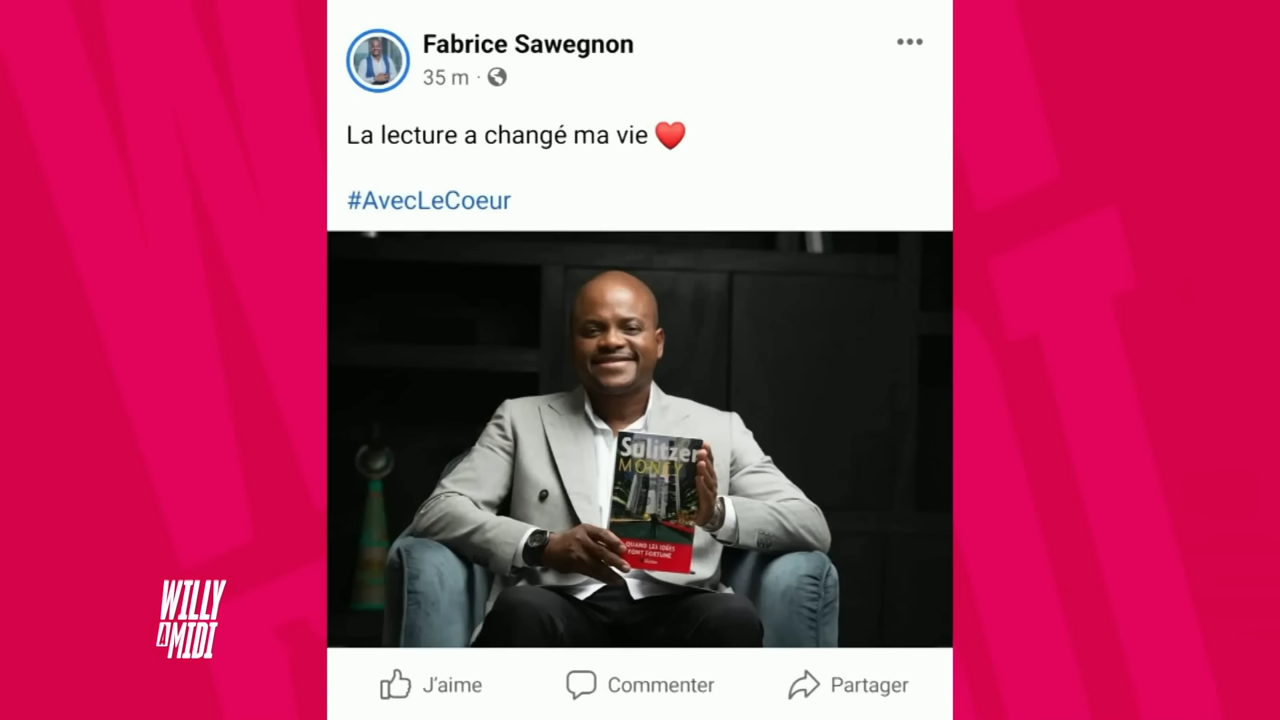 Fabrice Sawegnon
35 m ·
La lecture a changé ma vie ❤️
#AvecLeCoeur
Sulitzer
MONEY
QUAND LES IDÉES
FONT FORTUNE
WILLY
À MIDI
J'aime
Commenter
Partager